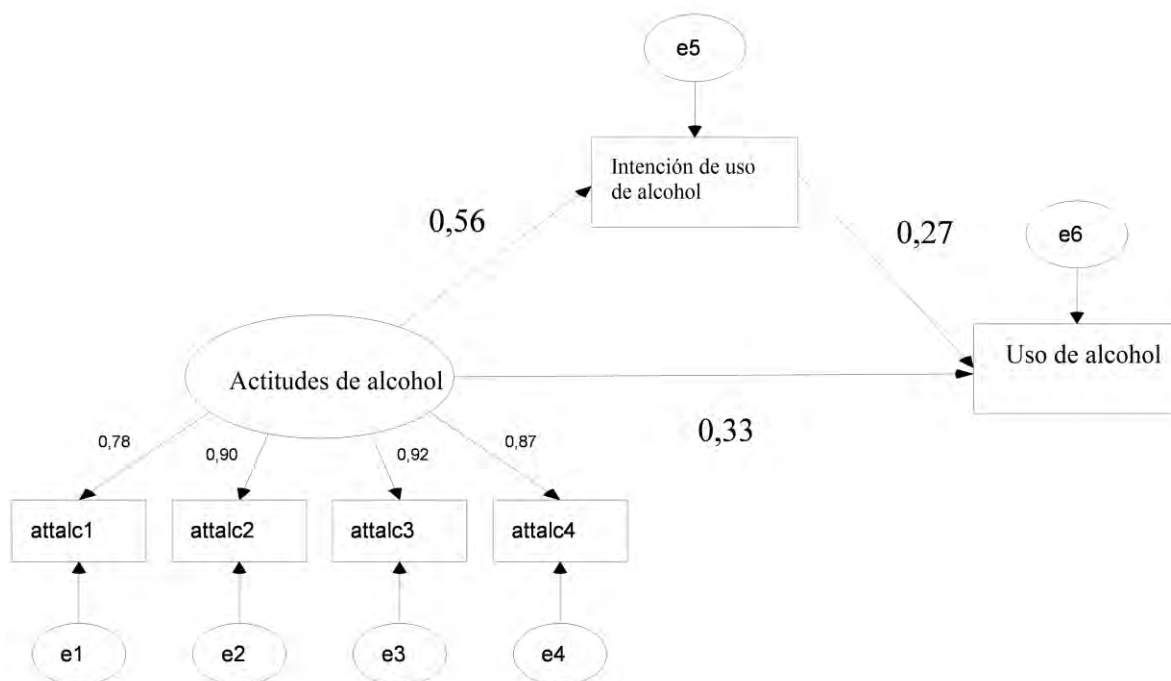 e5
Intención de uso
de alcohol
0,56
0,27
e6
Uso de alcohol
Actitudes de alcohol
0,33
0,78
0,90
0,92
0,87
attalc1
attalc2
attalc3
attalc4
e1
e2
e3
e4